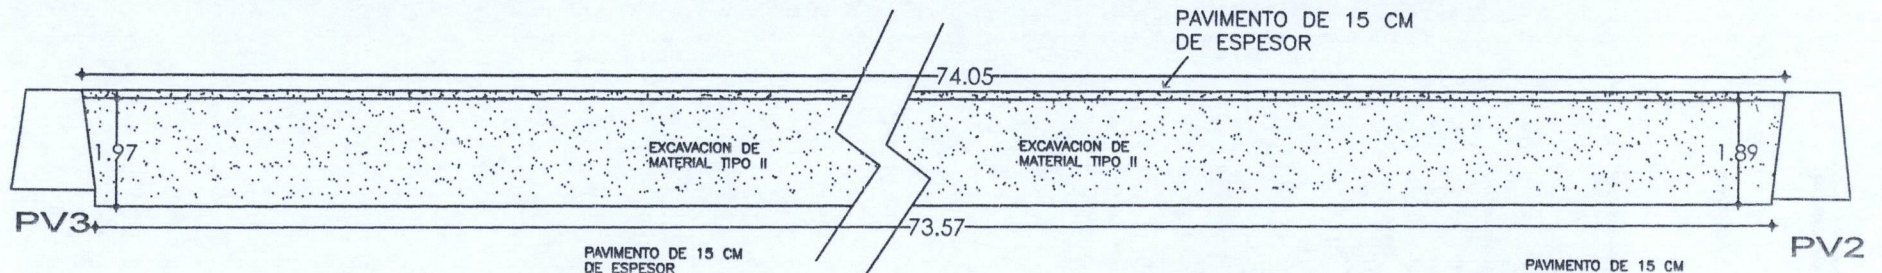 PAVIMENTO DE 15 CM
DE ESPESOR
74.05
1.97
EXCAVACION DE
MATERIAL TIPO II
EXCAVACION DE
MATERIAL TIPO II
1.89
PV3
73.57
PV2
PAVIMENTO DE 15 CM
DE ESPESOR
PAVIMENTO DE 15 CM